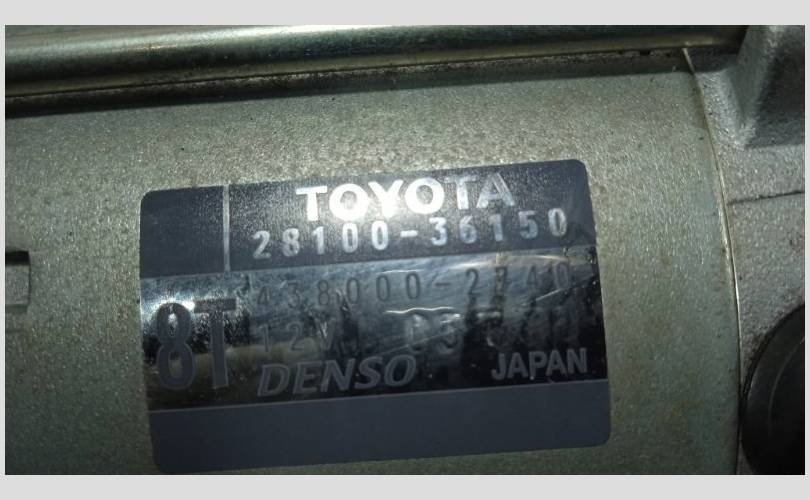 TOYOTA
28100-36150
438000-2740
8T
12V
DENSO
JAPAN